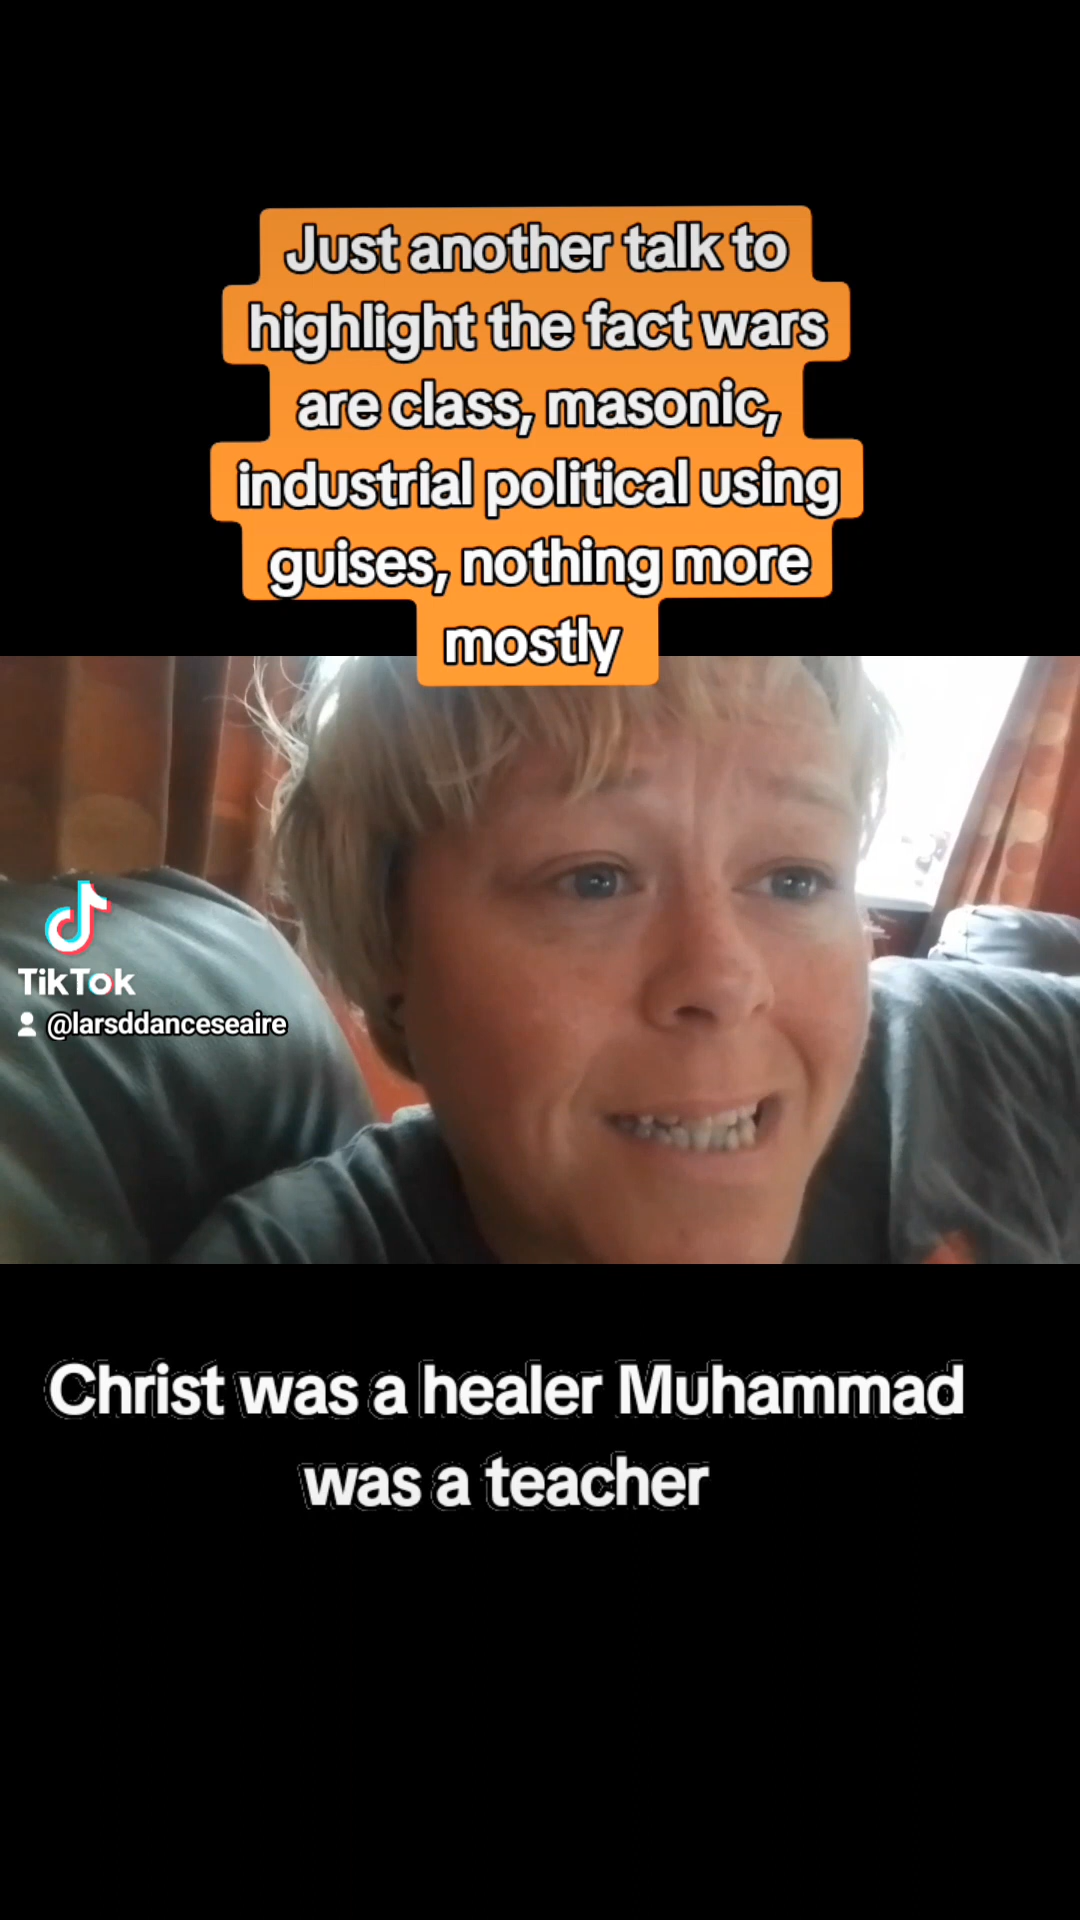 Just another talk to
highlight the fact wars
are class, masonic,
industrial political using
guises, nothing more
mostly
TikTok
@larsddanceseaire
Christ was a healer Muhammad
was a teacher